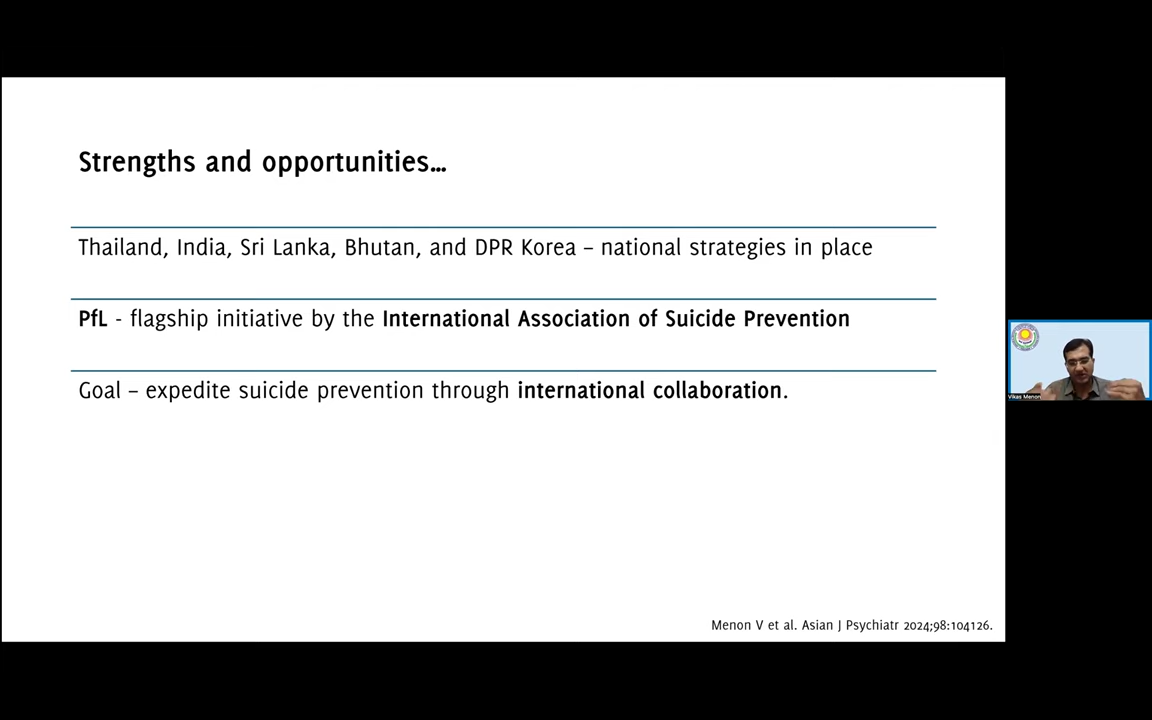 Strengths and opportunities...
Thailand, India, Sri Lanka, Bhutan, and DPR Korea – national strategies in place
PfL - flagship initiative by the International Association of Suicide Prevention
Goal – expedite suicide prevention through international collaboration.
Vikas Menon
Menon V et al. Asian J Psychiatr 2024;98:104126.